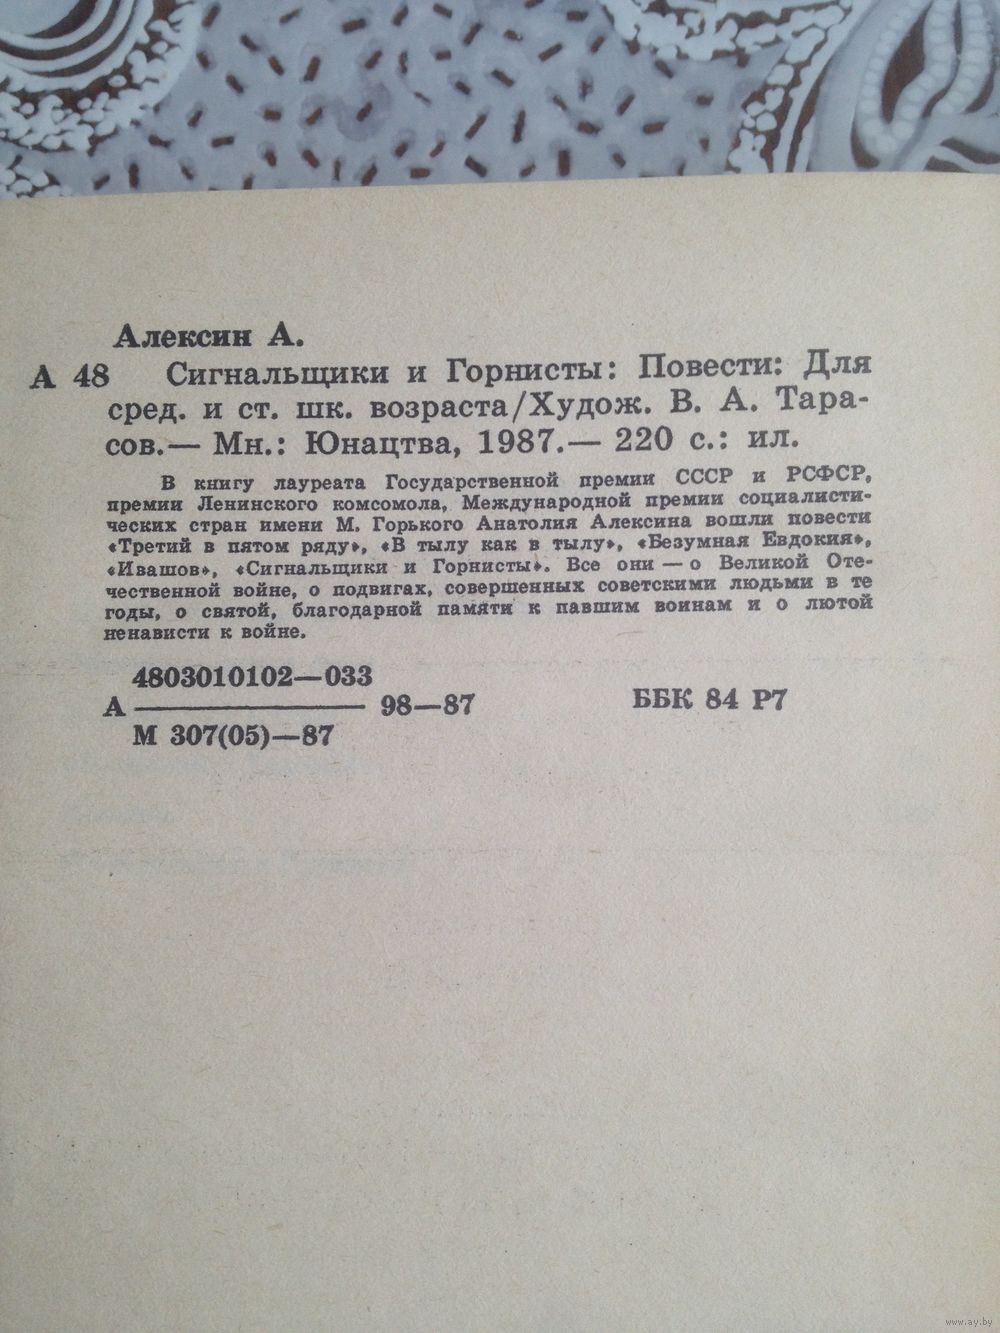 Алексин А.
А 48 Сигнальщики и Горнисты: Повести: Для
сред. и ст. шк. возраста/Худож. В. А. Тара-
сов.— Мн.: Юнацтва, 1987.— 220 с.: ил.
В книгу лауреата Государственной премии СССР и РСФСР,
премии Ленинского комсомола, Международной премии социалисти-
ческих стран имени М. Горького Анатолия Алексина вошли повести
«Третий в пятом ряду», «В тылу как в тылу», «Безумная Евдокия»,
«Ивашов», «Сигнальщики и Горнисты». Все они — о Великой Оте-
чественной войне, о подвигах, совершенных советскими людьми в те
годы, о святой, благодарной памяти к павшим воинам и о лютой
ненависти к войне.
4803010102—033
А 98—87 ББК 84 Р7
М 307(05)—87
www.ay.by